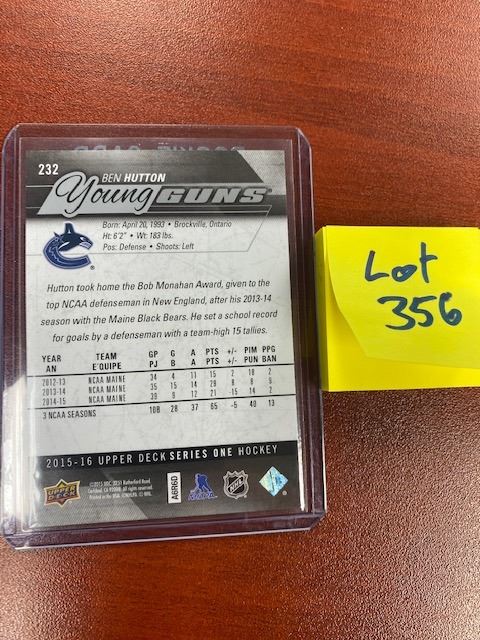 232
BEN HUTTON
Young GUNS
Born: April 20, 1993 • Brockville, Ontario
Ht: 6'2" • Wt: 183 lbs.
Pos: Defense • Shoots: Left
Hutton took home the Bob Monahan Award, given to the
top NCAA defenseman in New England, after his 2013-14
season with the Maine Black Bears. He set a school record
for goals by a defenseman with a team-high 15 tallies.
YEAR TEAM GP G A PTS +/- PIM PPG
AN ÉQUIPE PJ B A PTS +/- PUN BAN
2012-13 NCAA MAINE 34 4 11 15 2 18 2
2013-14 NCAA MAINE 35 15 14 29 8 8 9
2014-15 NCAA MAINE 39 9 12 21 -15 14 2
3 NCAA SEASONS 108 28 37 65 -5 40 13
2015-16 UPPER DECK SERIES ONE HOCKEY
UPPER DECK
A6R6D
NHLPA
NHL
Lot
356